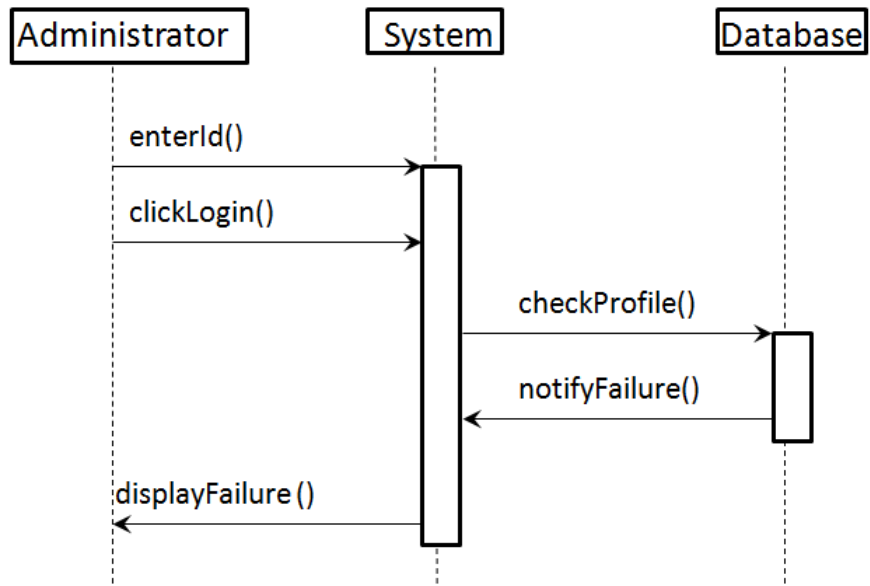 Administrator
System
Database
enterId()
clickLogin()
checkProfile()
notifyFailure()
displayFailure()